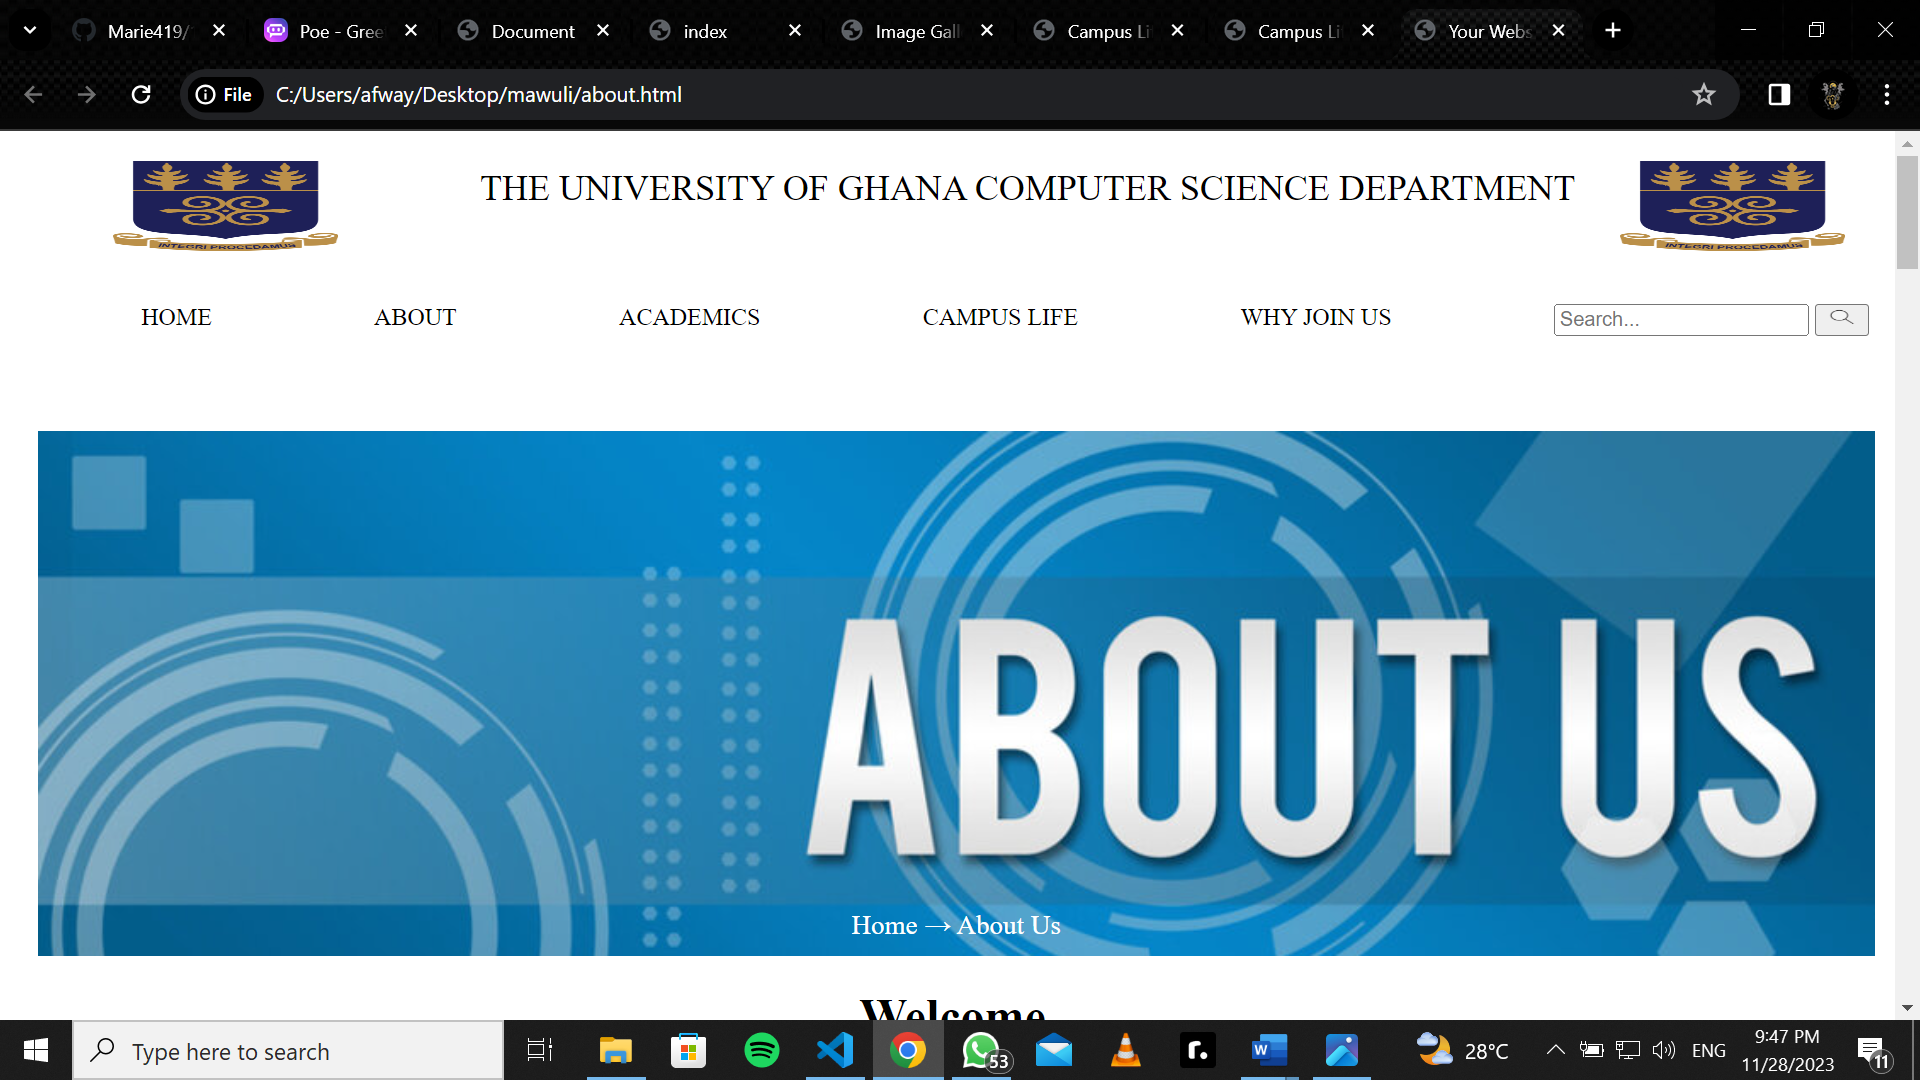 Marie419/
Poe - Gree
Document
index
Image Gall
Campus Li
Campus Li
Your Webs
File
C:/Users/afway/Desktop/mawuli/about.html
THE UNIVERSITY OF GHANA COMPUTER SCIENCE DEPARTMENT
INTEGRI PROCEDAMUS
INTEGRI PROCEDAMUS
HOME ABOUT ACADEMICS CAMPUS LIFE WHY JOIN US Search...
ABOUT US
Home → About Us
Welcome
Type here to search
W
r.
53
28°C
ENG
9:47 PM
11/28/2023
11